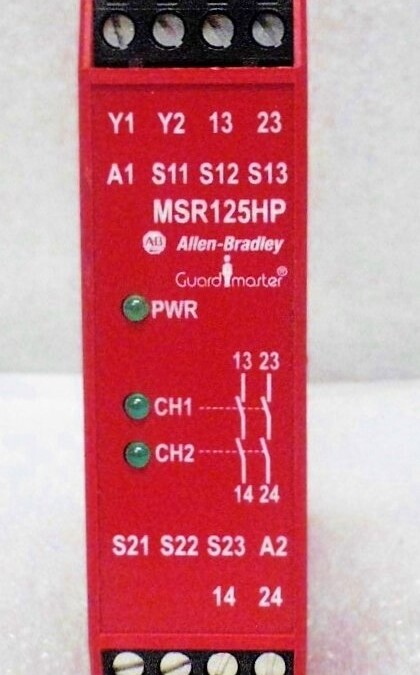 Y1 Y2 13 23
A1 S11 S12 S13
MSR125HP
AB Allen-Bradley
Guardmaster®
PWR
13 23
CH1
CH2
14 24
S21 S22 S23 A2
14 24